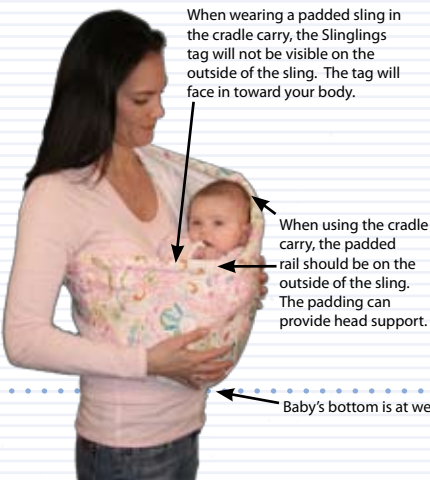 When wearing a padded sling in
the cradle carry, the Slinglings
tag will not be visible on the
outside of the sling.  The tag will
face in toward your body.
When using the cradle
carry, the padded
rail should be on the
outside of the sling.
The padding can
provide head support.
Baby's bottom is at we